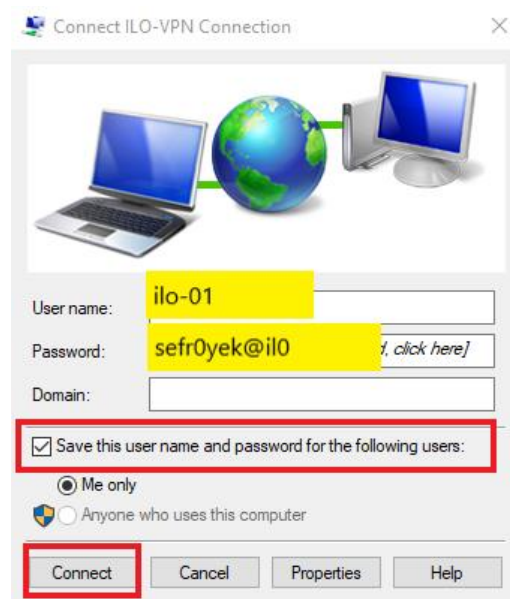 Connect ILO-VPN Connection
User name: ilo-01
Password: sefr0yek@il0 d, click here]
Domain:
Save this user name and password for the following users:
Me only
Anyone who uses this computer
Connect Cancel Properties Help